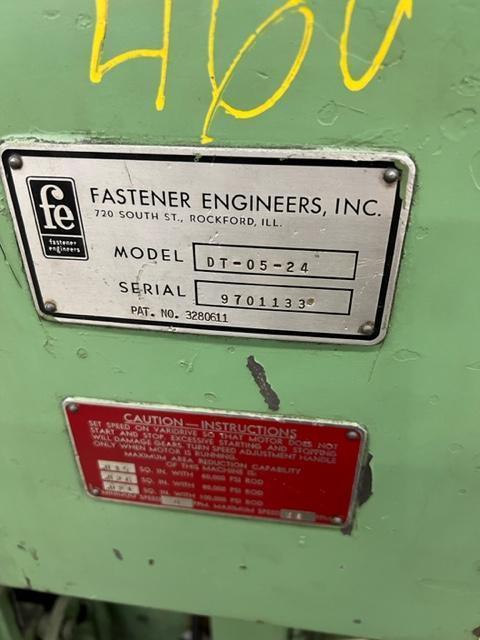 460
fe
fastener
engineers
FASTENER ENGINEERS, INC.
720 SOUTH ST., ROCKFORD, ILL.
MODEL DT-05-24
SERIAL 9701133
PAT. NO. 3280611
CAUTION — INSTRUCTIONS
SET SPEED ON VARIDRIVE SO THAT MOTOR DOES NOT
START AND STOP. EXCESSIVE STARTING AND STOPPING
WILL DAMAGE GEARS. TURN SPEED ADJUSTMENT HANDLE
ONLY WHEN MOTOR IS RUNNING.
MAXIMUM AREA REDUCTION CAPABILITY
OF THIS MACHINE IS:
SQ. IN. WITH 60,000 PSI ROD
SQ. IN. WITH 80,000 PSI ROD
SQ. IN. WITH 100,000 PSI ROD
MINIMUM SPEED FPM. MAXIMUM SPEED